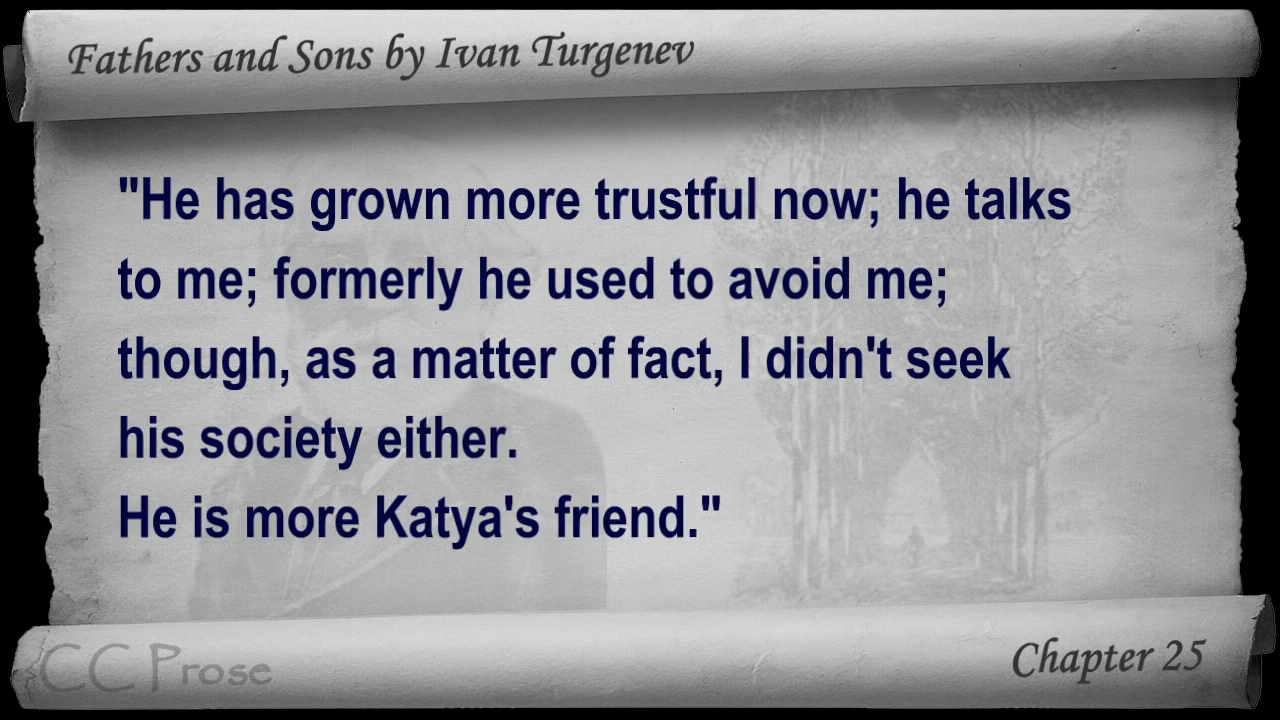 Fathers and Sons by Ivan Turgenev
"He has grown more trustful now; he talks
to me; formerly he used to avoid me;
though, as a matter of fact, I didn't seek
his society either.
He is more Katya's friend."
CC Prose
Chapter 25